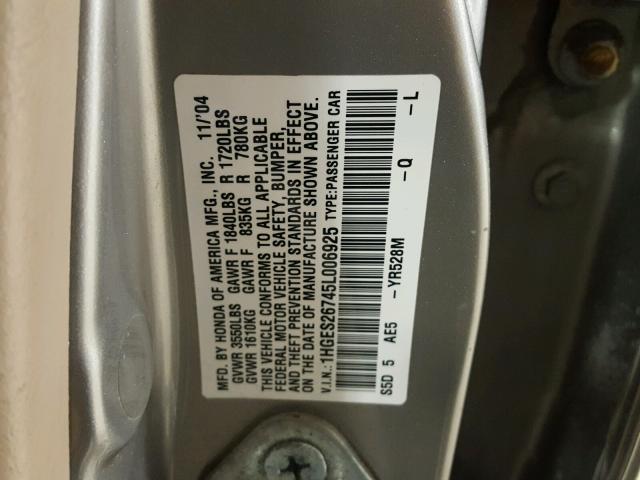 MFD. BY HONDA OF AMERICA MFG., INC. 11/'04
GVWR 3550LBS GAWR F 1840LBS R 1720LBS
GVWR 1610KG GAWR F 835KG R 780KG
THIS VEHICLE CONFORMS TO ALL APPLICABLE
FEDERAL MOTOR VEHICLE SAFETY, BUMPER,
AND THEFT PREVENTION STANDARDS IN EFFECT
ON THE DATE OF MANUFACTURE SHOWN ABOVE.
V.I.N.: 1HGES26745L006925 TYPE:PASSENGER CAR
S5D 5 AE5 -YR528M -Q -L